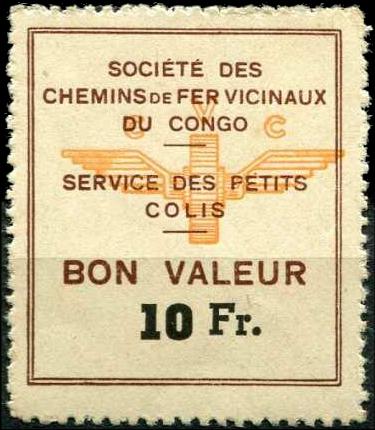 SOCIÉTÉ DES
CHEMINS DE FER VICINAUX
C V C
DU CONGO
SERVICE DES PETITS
COLIS
BON VALEUR
10 Fr.